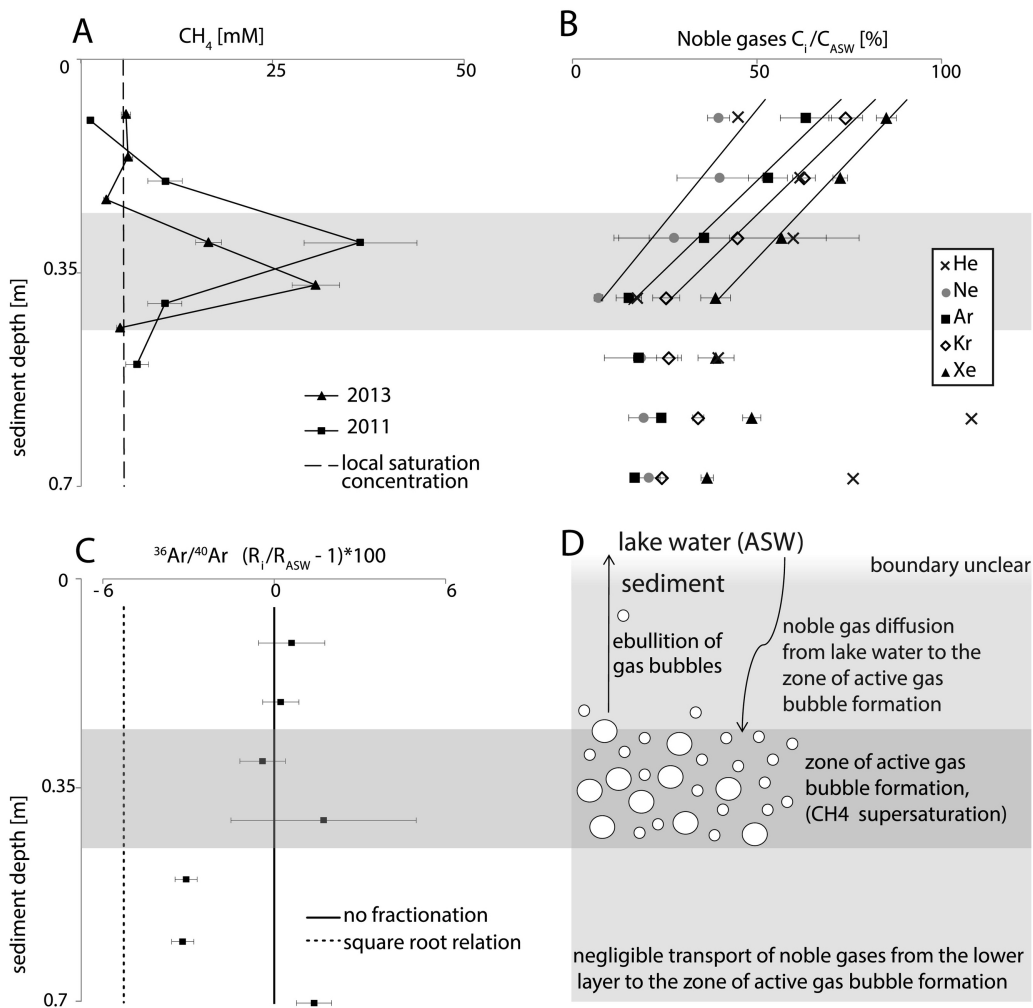 A
CH4 [mM]
0
25
50
0.35
0.7
sediment depth [m]
2013
2011
local saturation
concentration
B
Noble gases Ci/CASW [%]
0
50
100
He
Ne
Ar
Kr
Xe
C
36Ar/40Ar (Ri/RASW - 1)*100
0
-6
0
6
0.35
0.7
sediment depth [m]
no fractionation
square root relation
D
lake water (ASW)
boundary unclear
sediment
ebullition of
gas bubbles
noble gas diffusion
from lake water to the
zone of active gas
bubble formation
zone of active gas
bubble formation,
(CH4 supersaturation)
negligible transport of noble gases from the lower
layer to the zone of active gas bubble formation